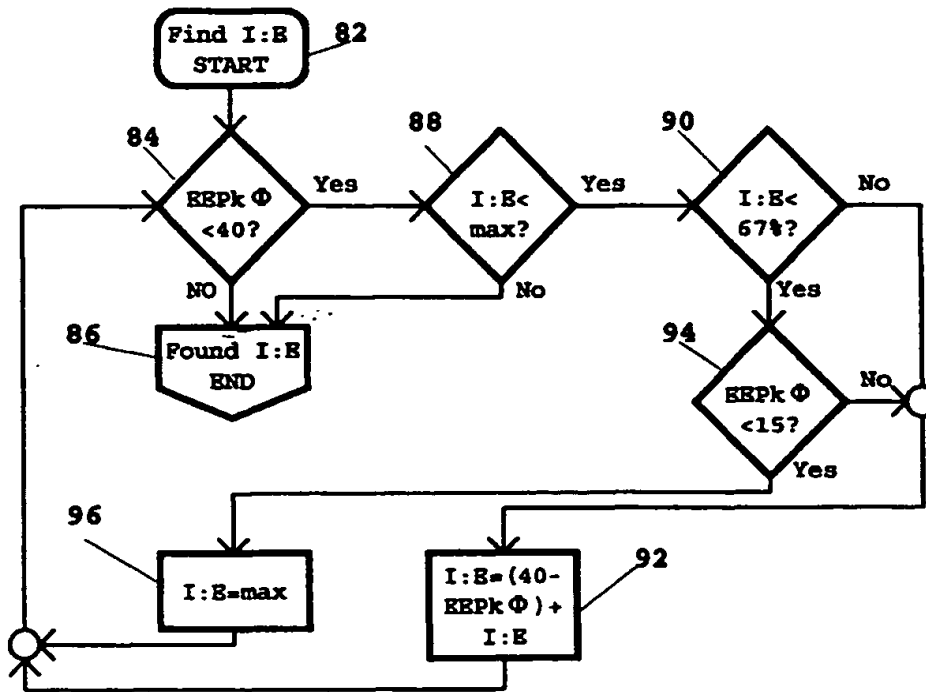 Find I:E
START
82
84
EEPk Φ
<40?
Yes
NO
88
I:E<
max?
Yes
No
90
I:E<
67%?
No
Yes
86
Found I:E
END
94
EEPk Φ
<15?
No
Yes
96
I:E=max
I:E=(40-
EEPk Φ)+
I:E
92